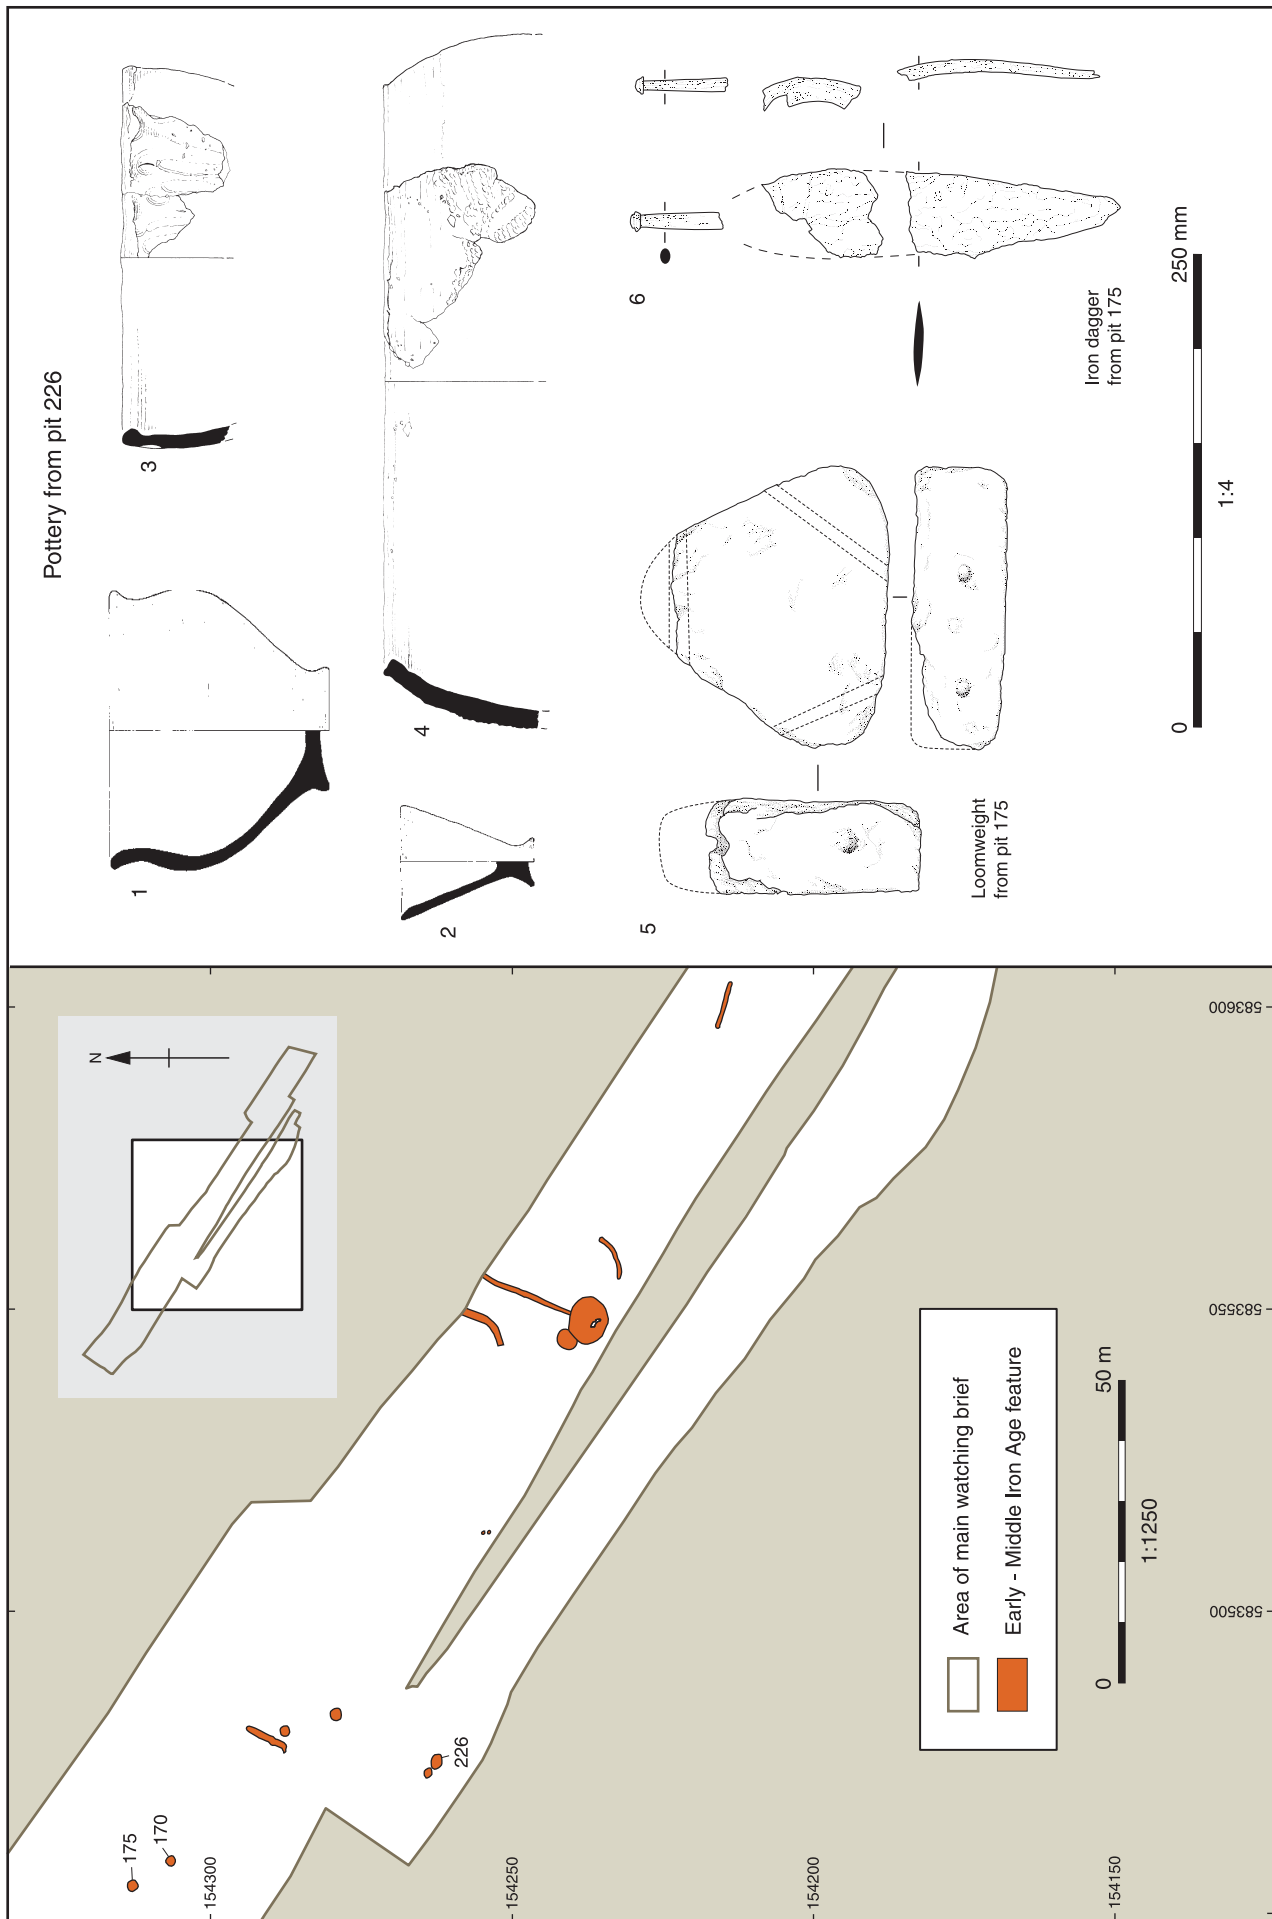 N
175
170
226
154300
154250
154200
154150
583500
583550
583600
Area of main watching brief
Early - Middle Iron Age feature
0
50 m
1:1250
Pottery from pit 226
1
2
3
4
5
6
Loomweight
from pit 175
Iron dagger
from pit 175
0
250 mm
1:4